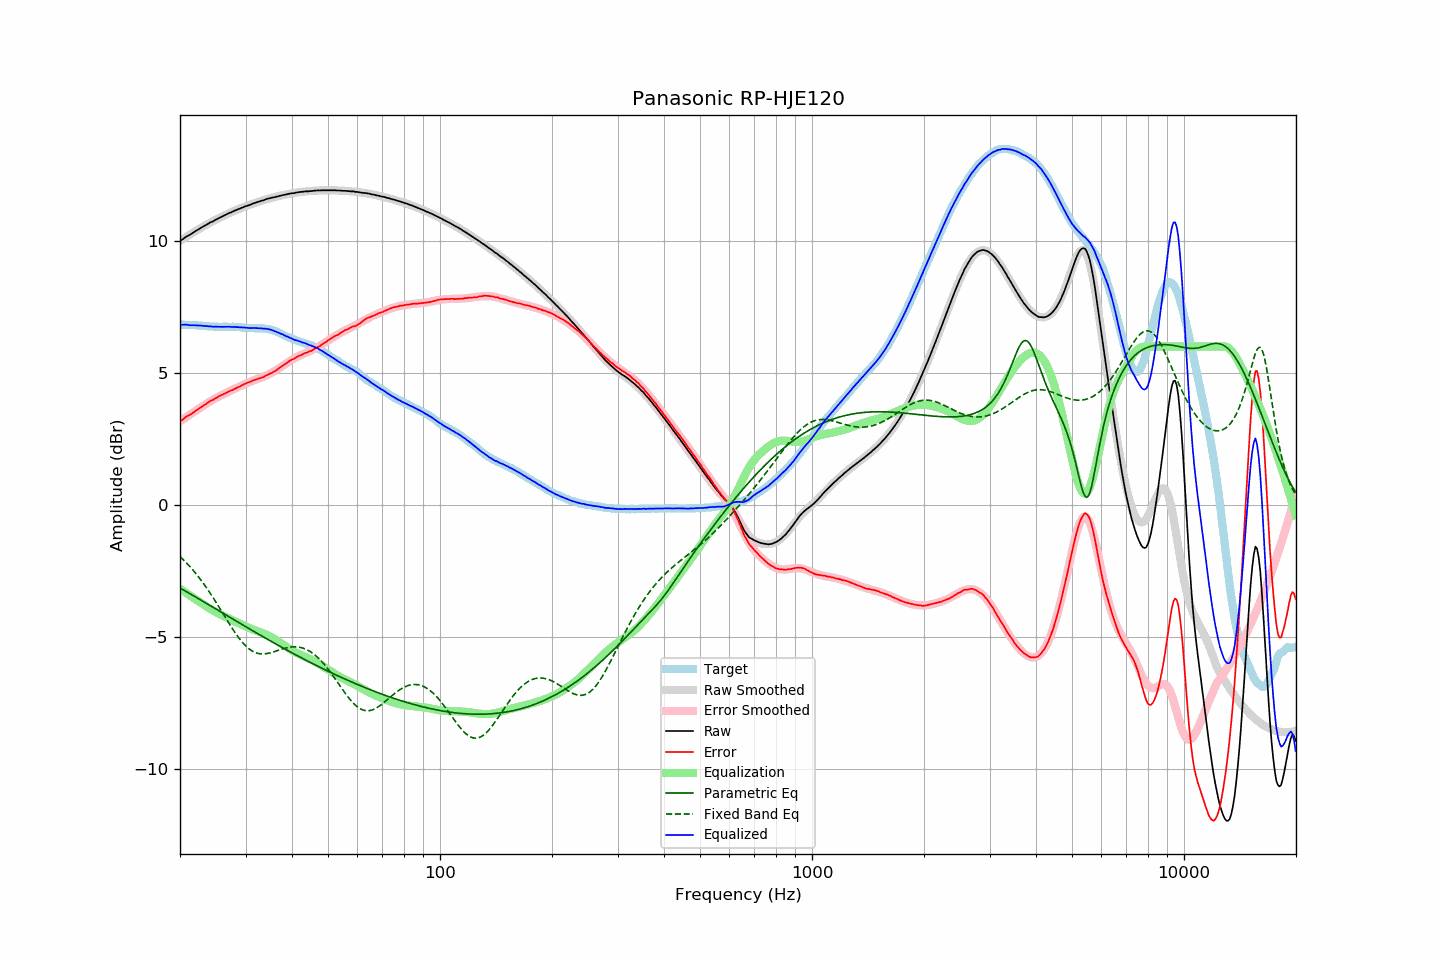 Panasonic RP-HJE120
Amplitude (dBr)
10
5
0
−5
−10
Target
Raw Smoothed
Error Smoothed
Raw
Error
Equalization
Parametric Eq
Fixed Band Eq
Equalized
100
1000
10000
Frequency (Hz)